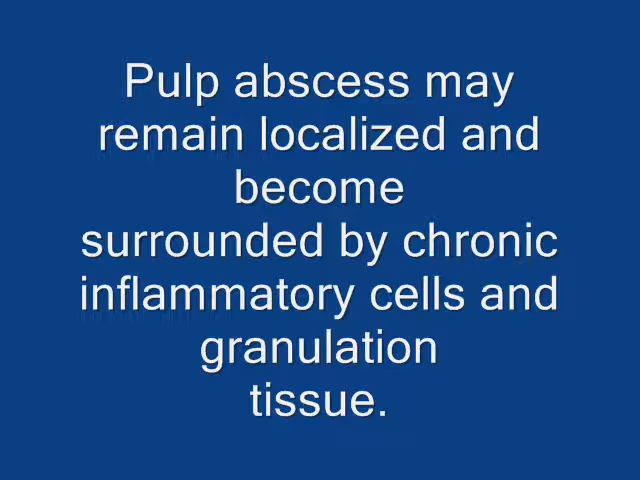 Pulp abscess may
remain localized and
become
surrounded by chronic
inflammatory cells and
granulation
tissue.